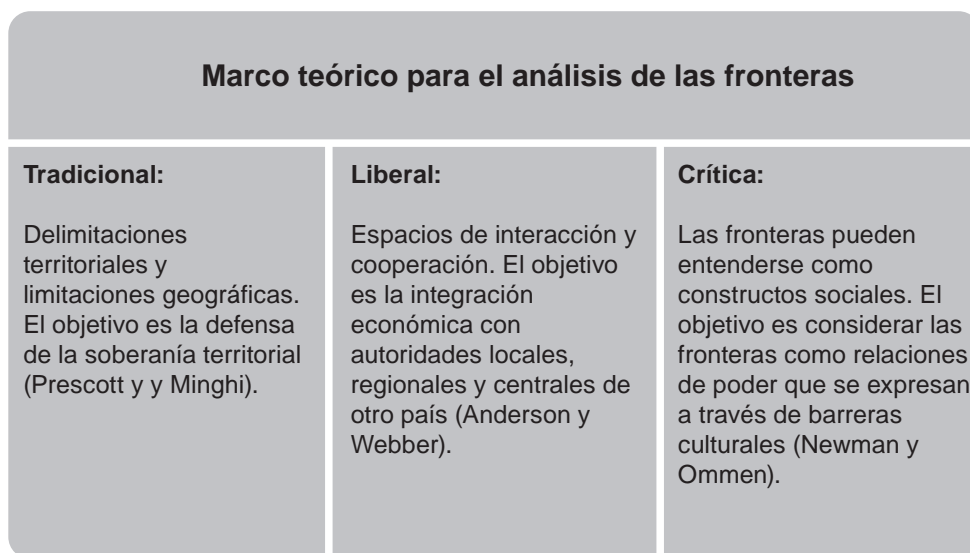 Marco teórico para el análisis de las fronteras
Tradicional:
Delimitaciones
territoriales y
limitaciones geográficas.
El objetivo es la defensa
de la soberanía territorial
(Prescott y y Minghi).
Liberal:
Espacios de interacción y
cooperación. El objetivo
es la integración
económica con
autoridades locales,
regionales y centrales de
otro país (Anderson y
Webber).
Crítica:
Las fronteras pueden
entenderse como
constructos sociales. El
objetivo es considerar las
fronteras como relaciones
de poder que se expresan
a través de barreras
culturales (Newman y
Ommen).